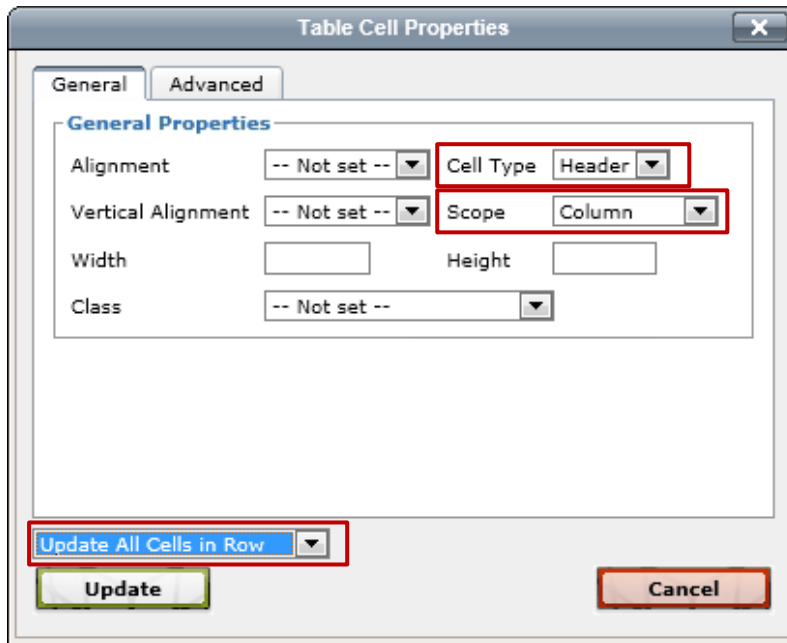 Table Cell Properties
General Advanced
General Properties
Alignment -- Not set -- Cell Type Header
Vertical Alignment -- Not set -- Scope Column
Width Height
Class -- Not set --
Update All Cells in Row
Update Cancel